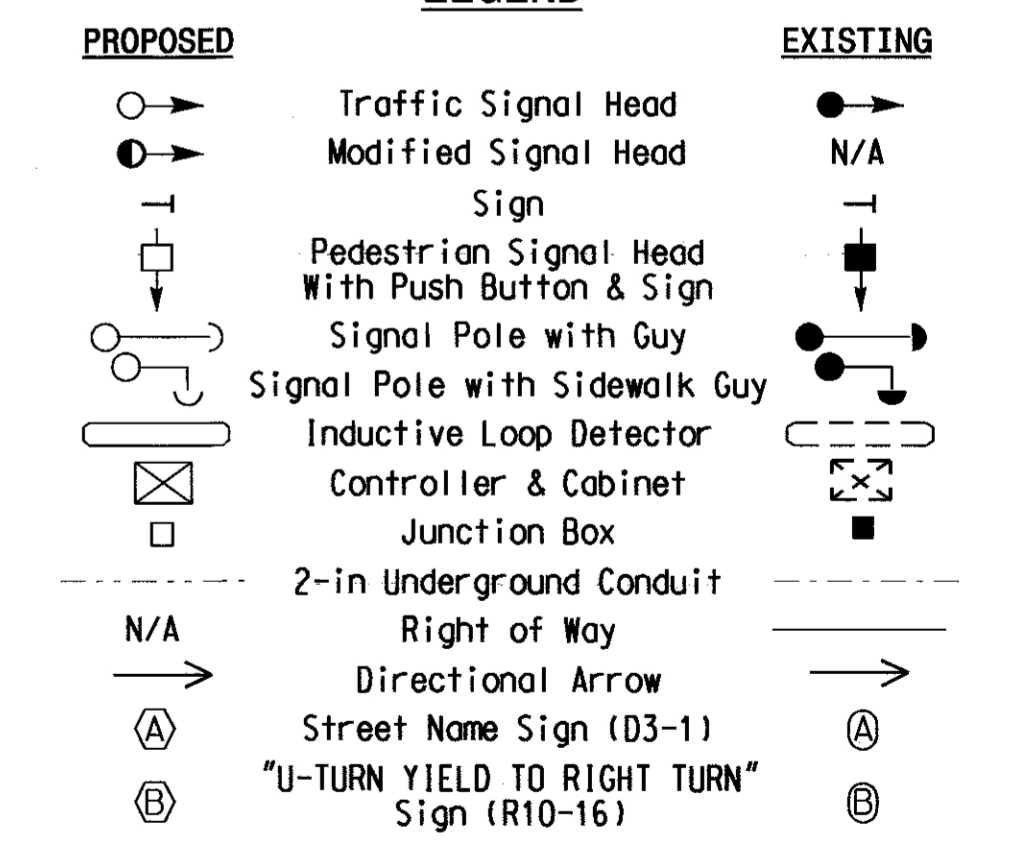 LEGEND
PROPOSED EXISTING
Traffic Signal Head
Modified Signal Head N/A
Sign
Pedestrian Signal Head
With Push Button & Sign
Signal Pole with Guy
Signal Pole with Sidewalk Guy
Inductive Loop Detector
Controller & Cabinet
Junction Box
2-in Underground Conduit
N/A Right of Way
Directional Arrow
A Street Name Sign (D3-1) A
"U-TURN YIELD TO RIGHT TURN"
B Sign (R10-16) B